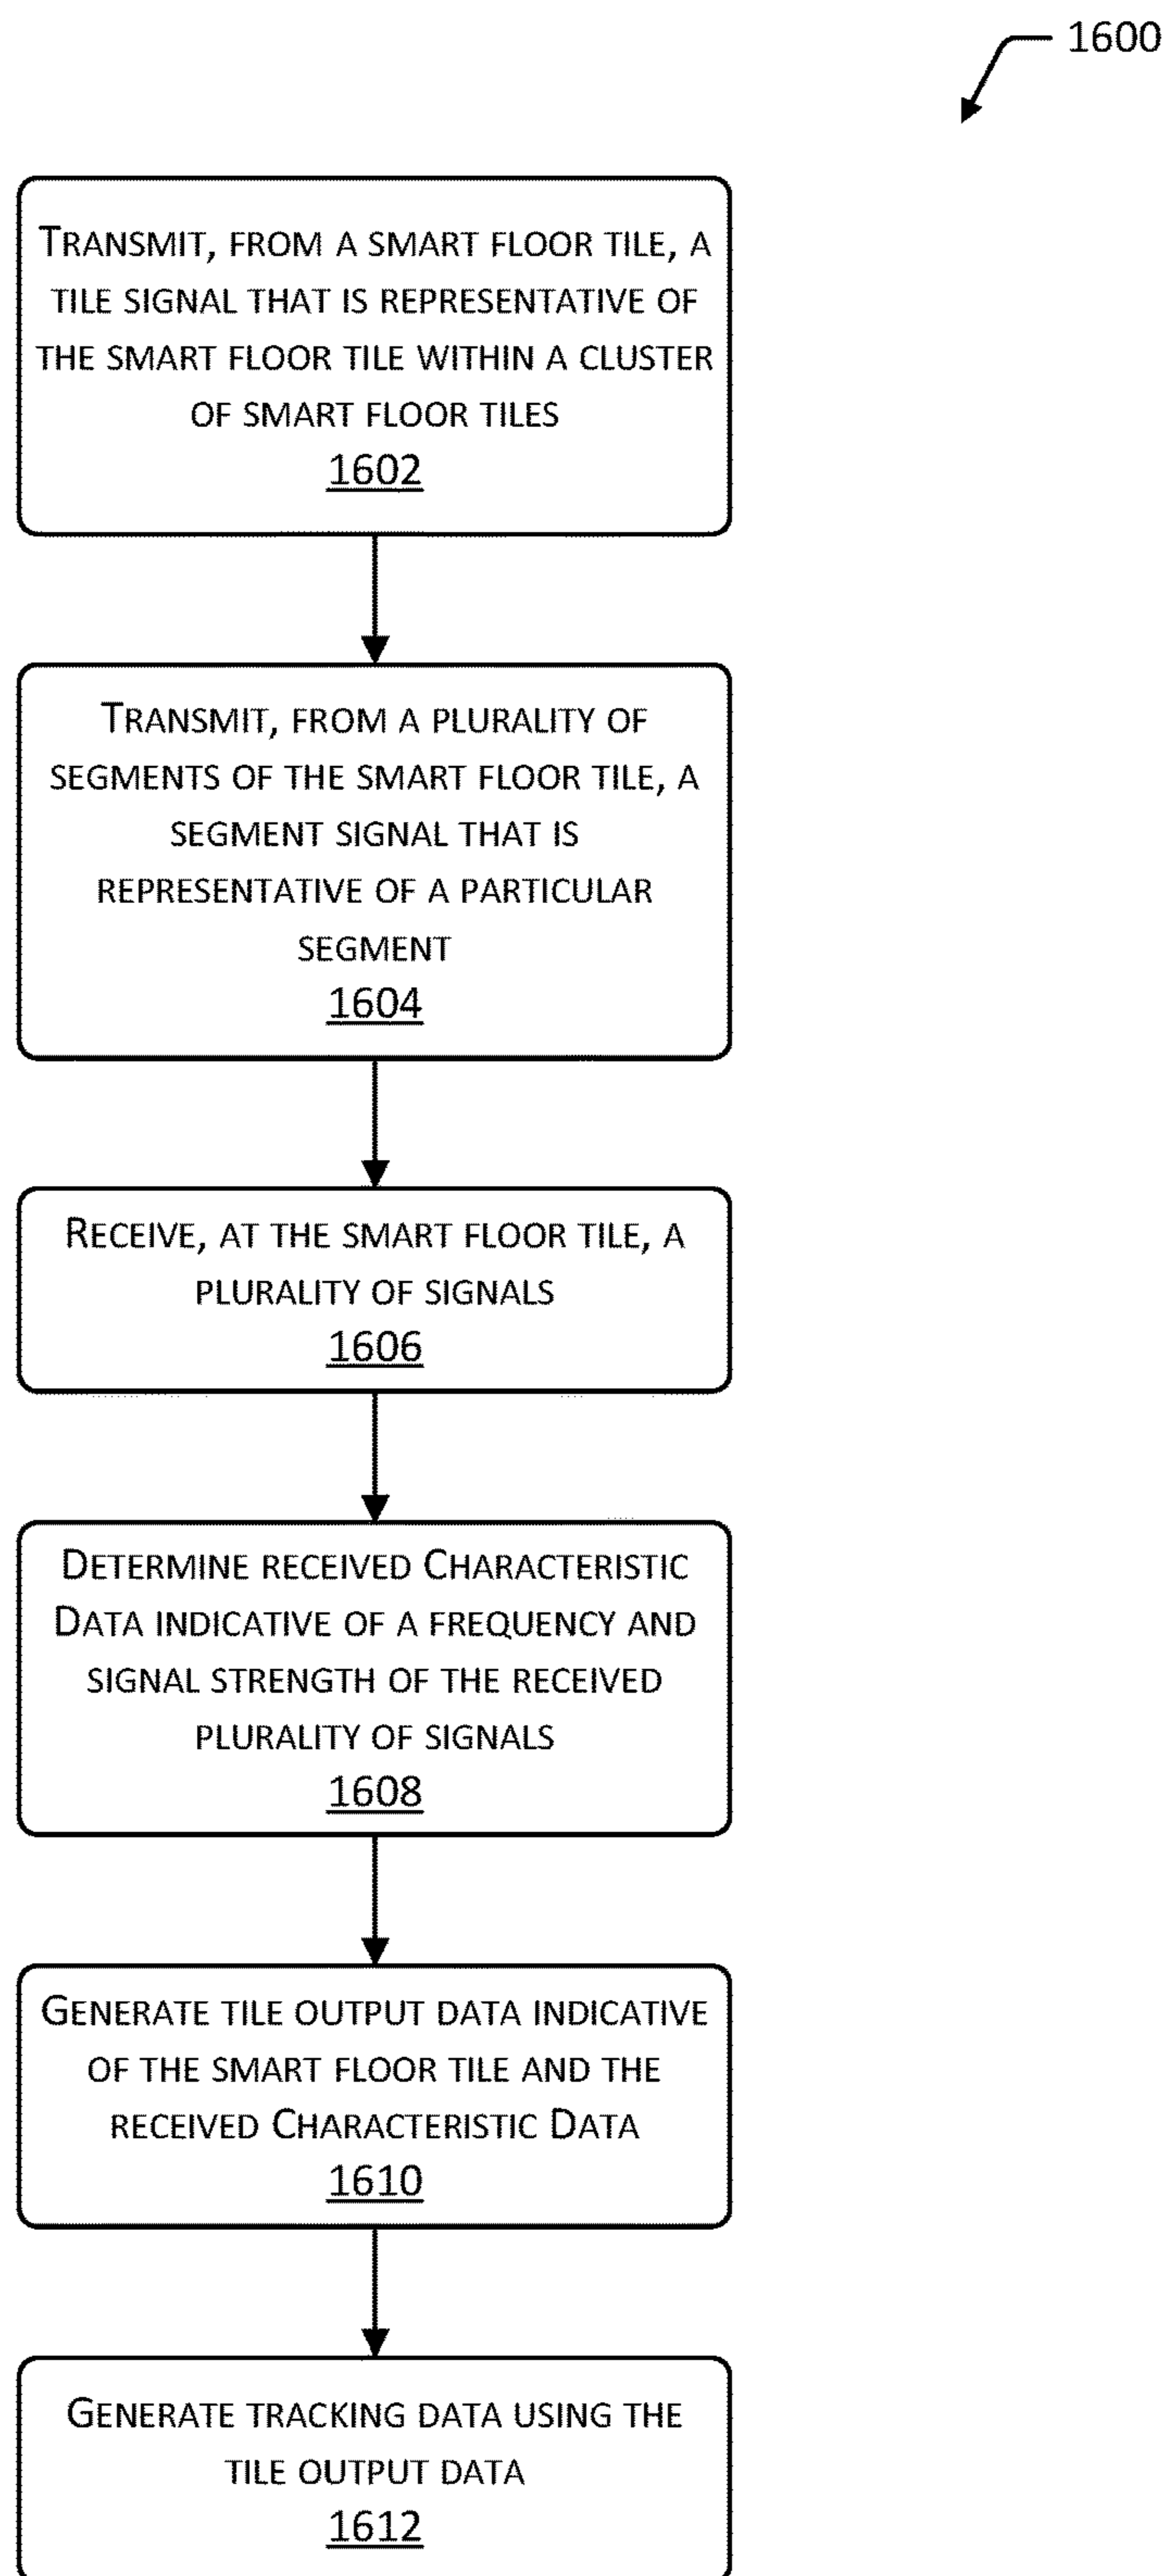 1600
TRANSMIT, FROM A SMART FLOOR TILE, A
TILE SIGNAL THAT IS REPRESENTATIVE OF
THE SMART FLOOR TILE WITHIN A CLUSTER
OF SMART FLOOR TILES
1602
TRANSMIT, FROM A PLURALITY OF
SEGMENTS OF THE SMART FLOOR TILE, A
SEGMENT SIGNAL THAT IS
REPRESENTATIVE OF A PARTICULAR
SEGMENT
1604
RECEIVE, AT THE SMART FLOOR TILE, A
PLURALITY OF SIGNALS
1606
DETERMINE RECEIVED CHARACTERISTIC
DATA INDICATIVE OF A FREQUENCY AND
SIGNAL STRENGTH OF THE RECEIVED
PLURALITY OF SIGNALS
1608
GENERATE TILE OUTPUT DATA INDICATIVE
OF THE SMART FLOOR TILE AND THE
RECEIVED CHARACTERISTIC DATA
1610
GENERATE TRACKING DATA USING THE
TILE OUTPUT DATA
1612